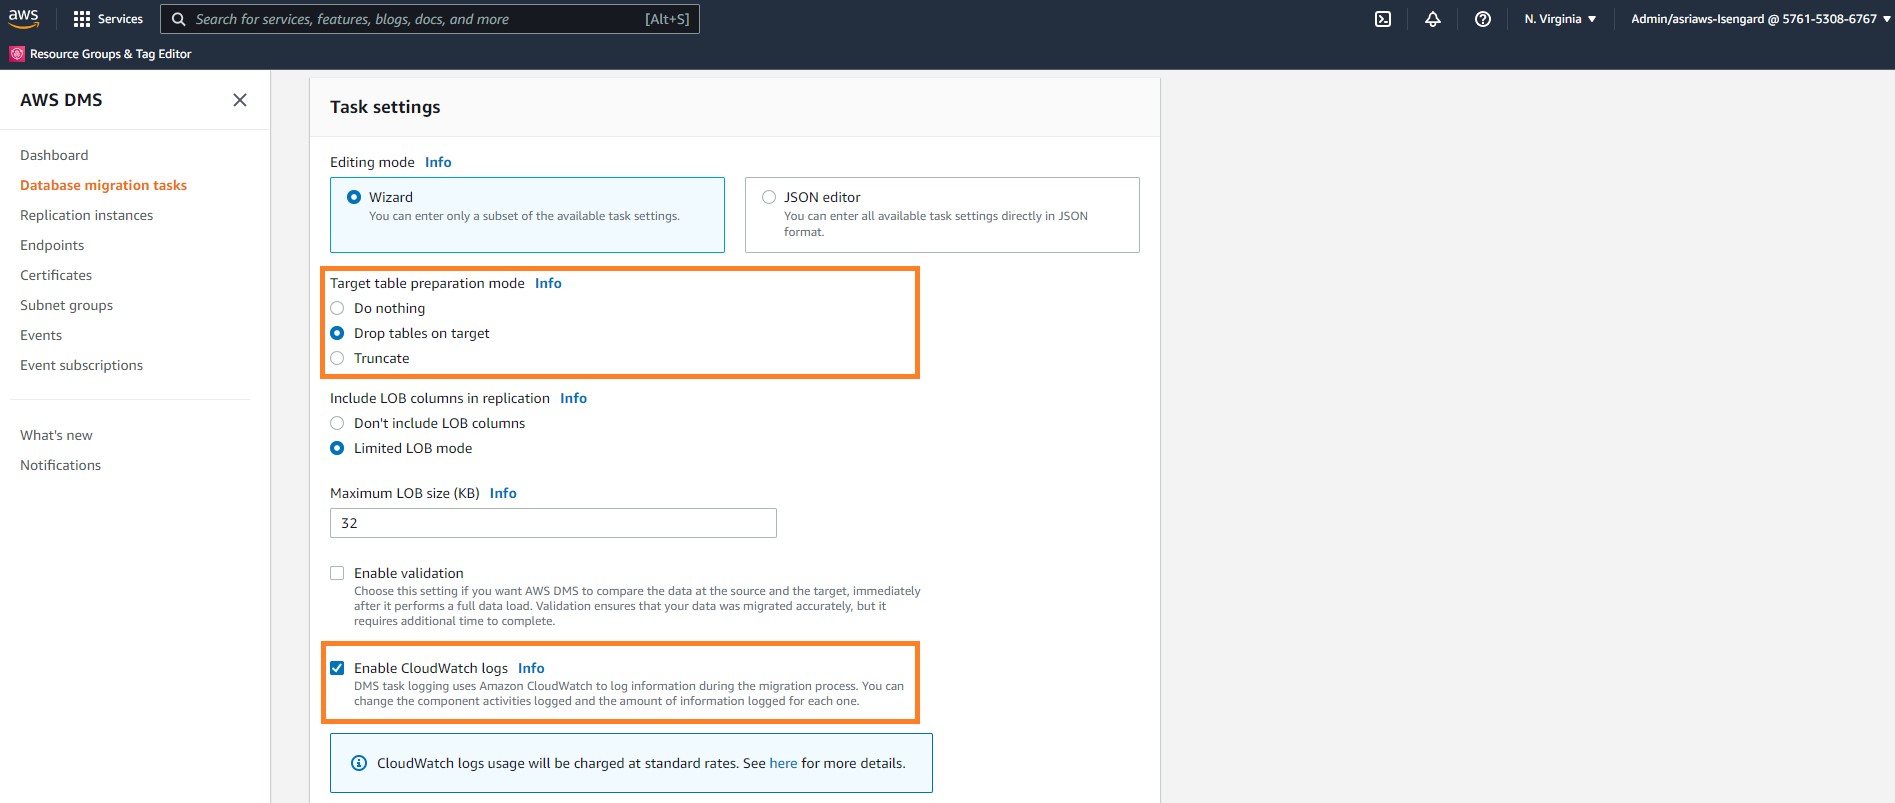 aws
Services
Search for services, features, blogs, docs, and more
[Alt+S]
N. Virginia
Admin/asriaws-Isengard @ 5761-5308-6767
Resource Groups & Tag Editor
AWS DMS
Dashboard
Database migration tasks
Replication instances
Endpoints
Certificates
Subnet groups
Events
Event subscriptions
What's new
Notifications
Task settings
Editing mode Info
Wizard
You can enter only a subset of the available task settings.
JSON editor
You can enter all available task settings directly in JSON
format.
Target table preparation mode Info
Do nothing
Drop tables on target
Truncate
Include LOB columns in replication Info
Don't include LOB columns
Limited LOB mode
Maximum LOB size (KB) Info
32
Enable validation
Choose this setting if you want AWS DMS to compare the data at the source and the target, immediately
after it performs a full data load. Validation ensures that your data was migrated accurately, but it
requires additional time to complete.
Enable CloudWatch logs Info
DMS task logging uses Amazon CloudWatch to log information during the migration process. You can
change the component activities logged and the amount of information logged for each one.
CloudWatch logs usage will be charged at standard rates. See here for more details.